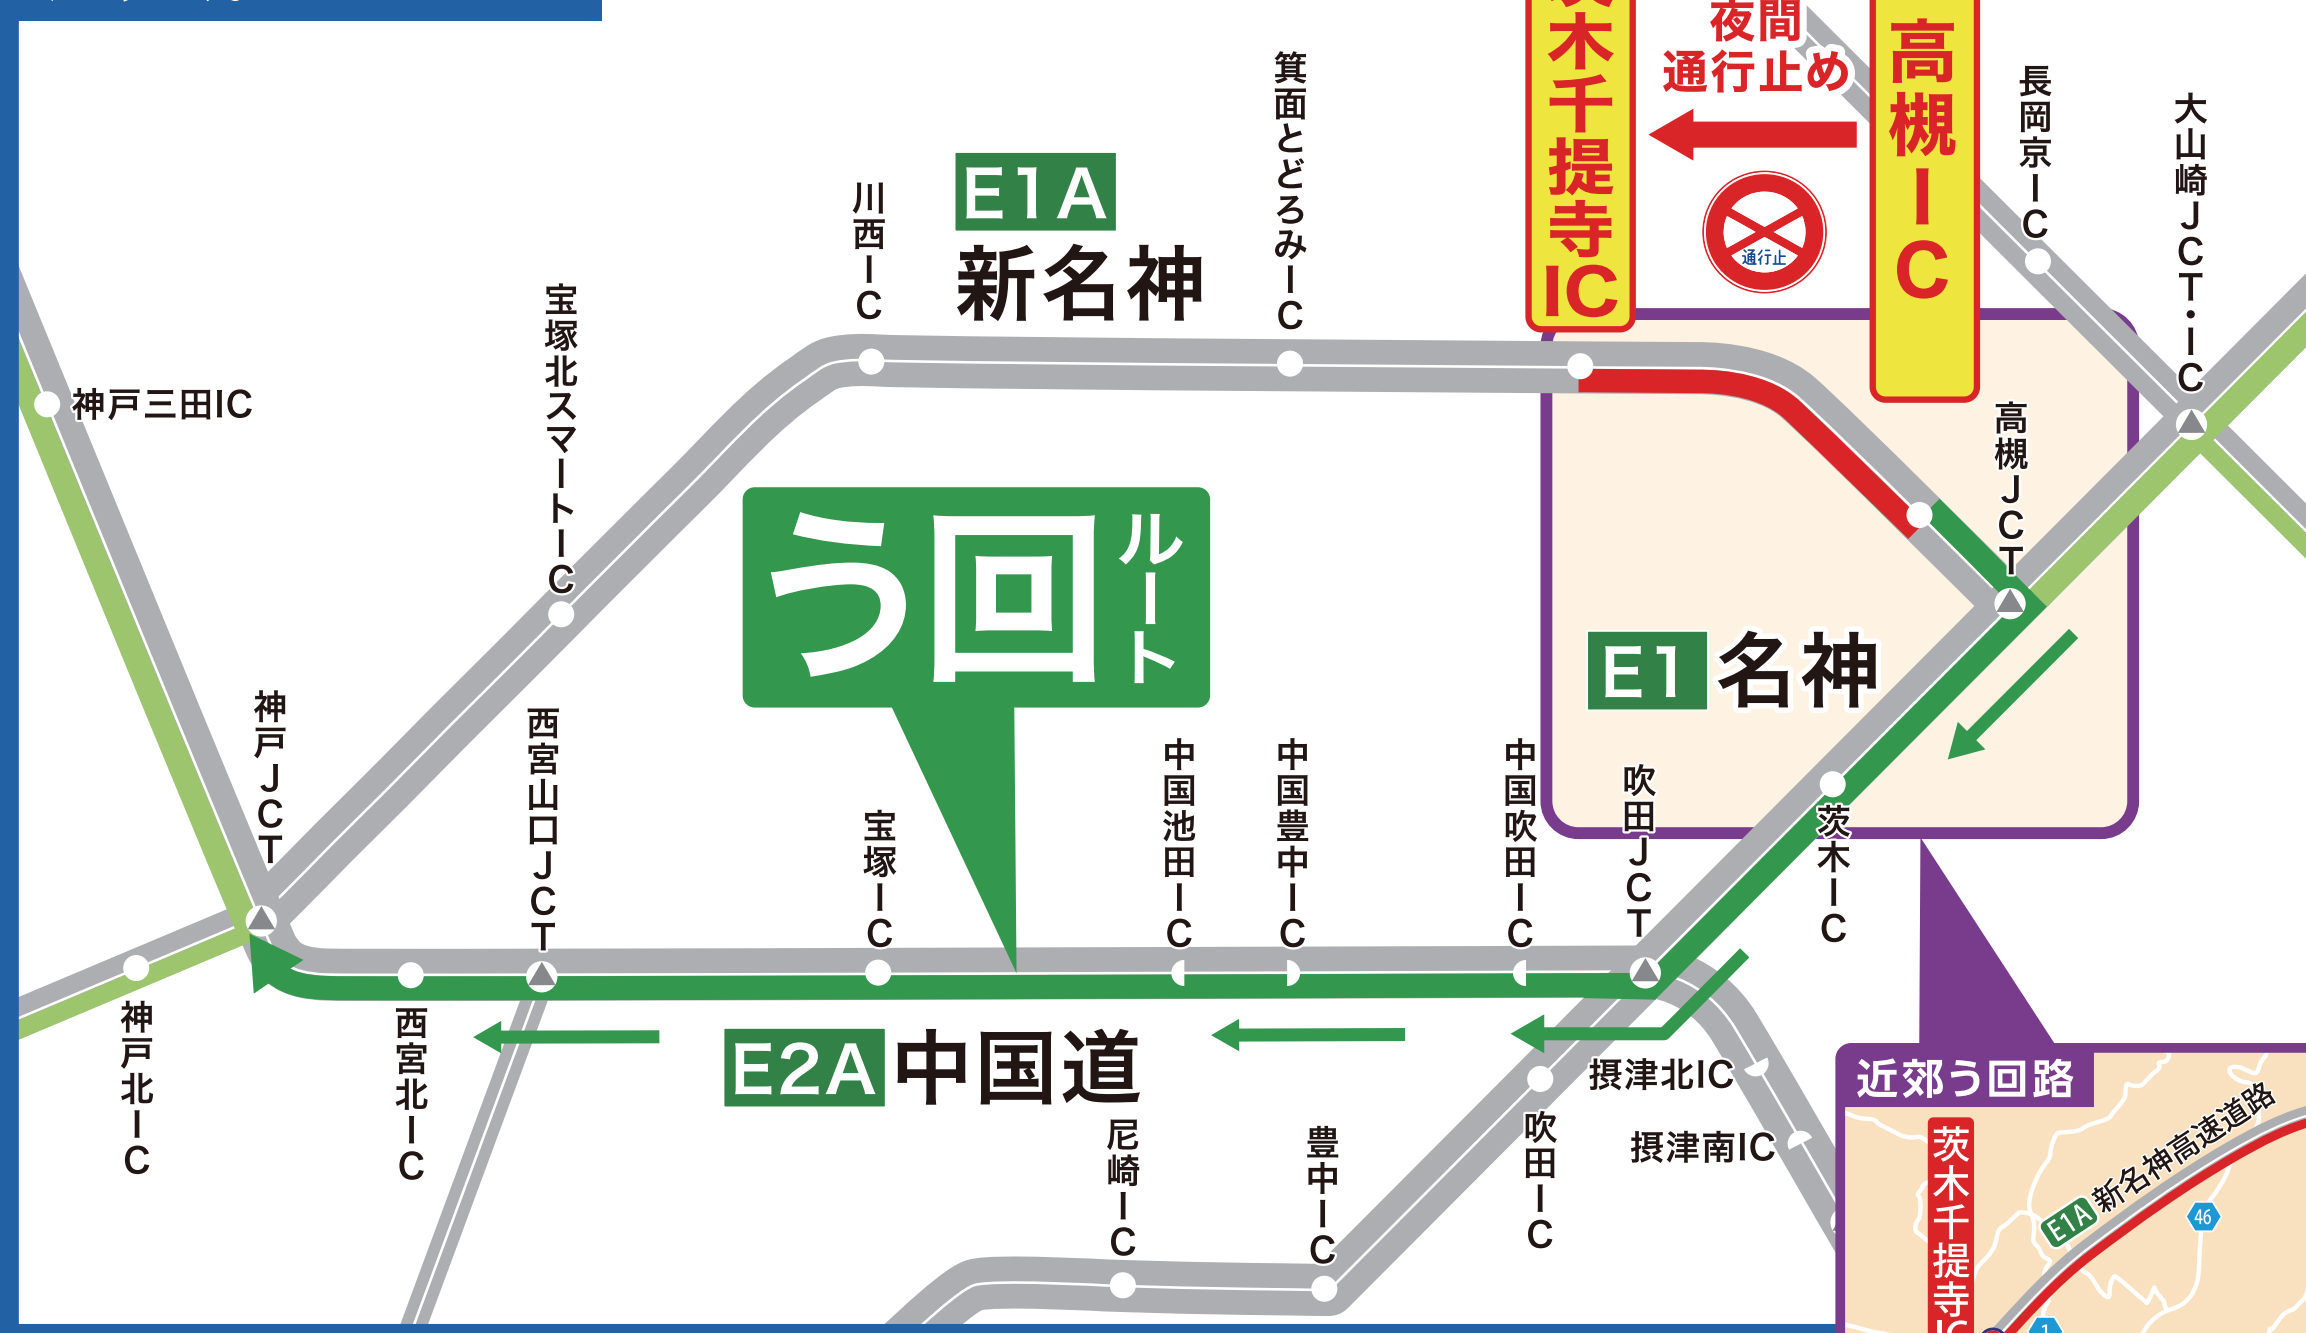 茨木千提寺IC
夜間
通行止め
通行止
高槻IC
長岡京IC
大山崎JCT・IC
箕面とどろみIC
E1A
新名神
川西IC
宝塚北スマートIC
神戸三田IC
高槻JCT
う回ルート
E1名神
神戸JCT
西宮山口JCT
宝塚IC
中国池田IC
中国豊中IC
中国吹田IC
吹田JCT
茨木IC
神戸北IC
西宮北IC
E2A中国道
尼崎IC
豊中IC
吹田IC
摂津北IC
摂津南IC
近郊う回路
茨木千提寺IC
E1A 新名神高速道路
46
1